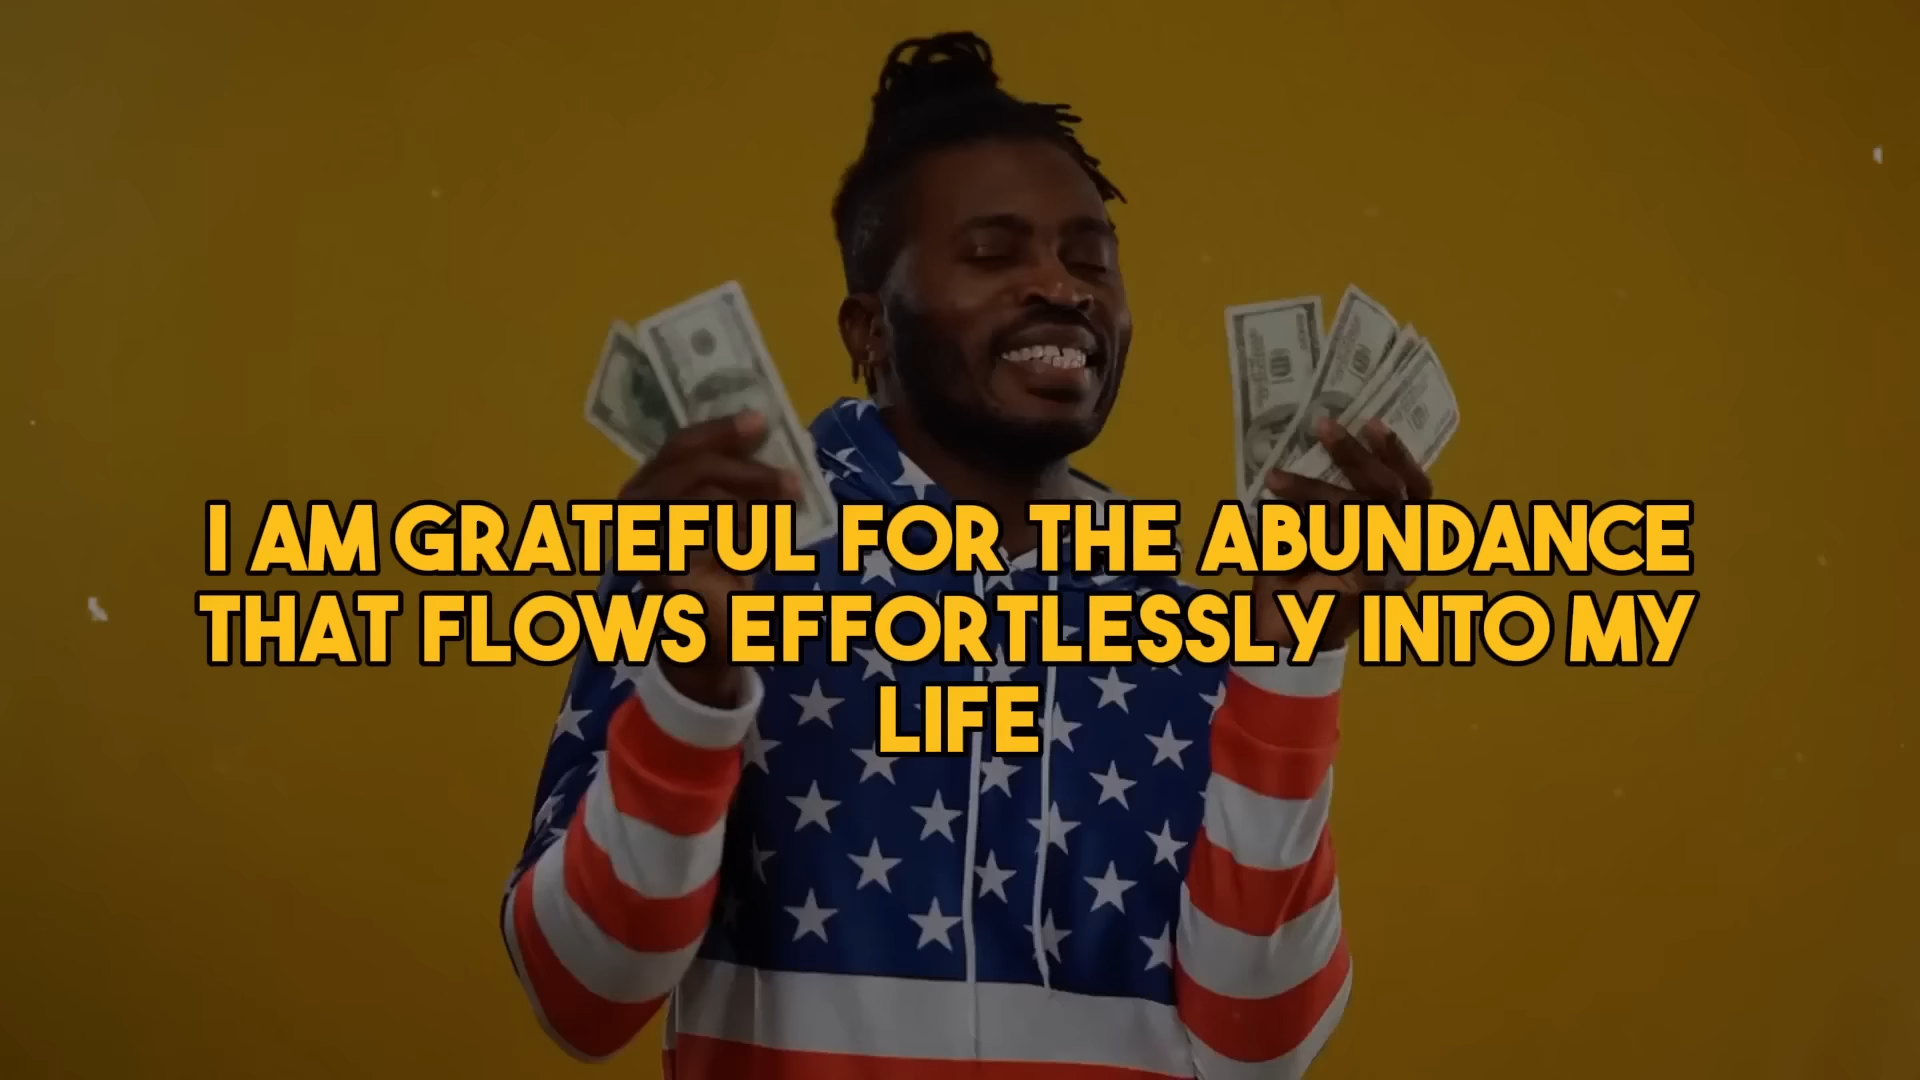 I AM GRATEFUL FOR THE ABUNDANCE
THAT FLOWS EFFORTLESSLY INTO MY
LIFE